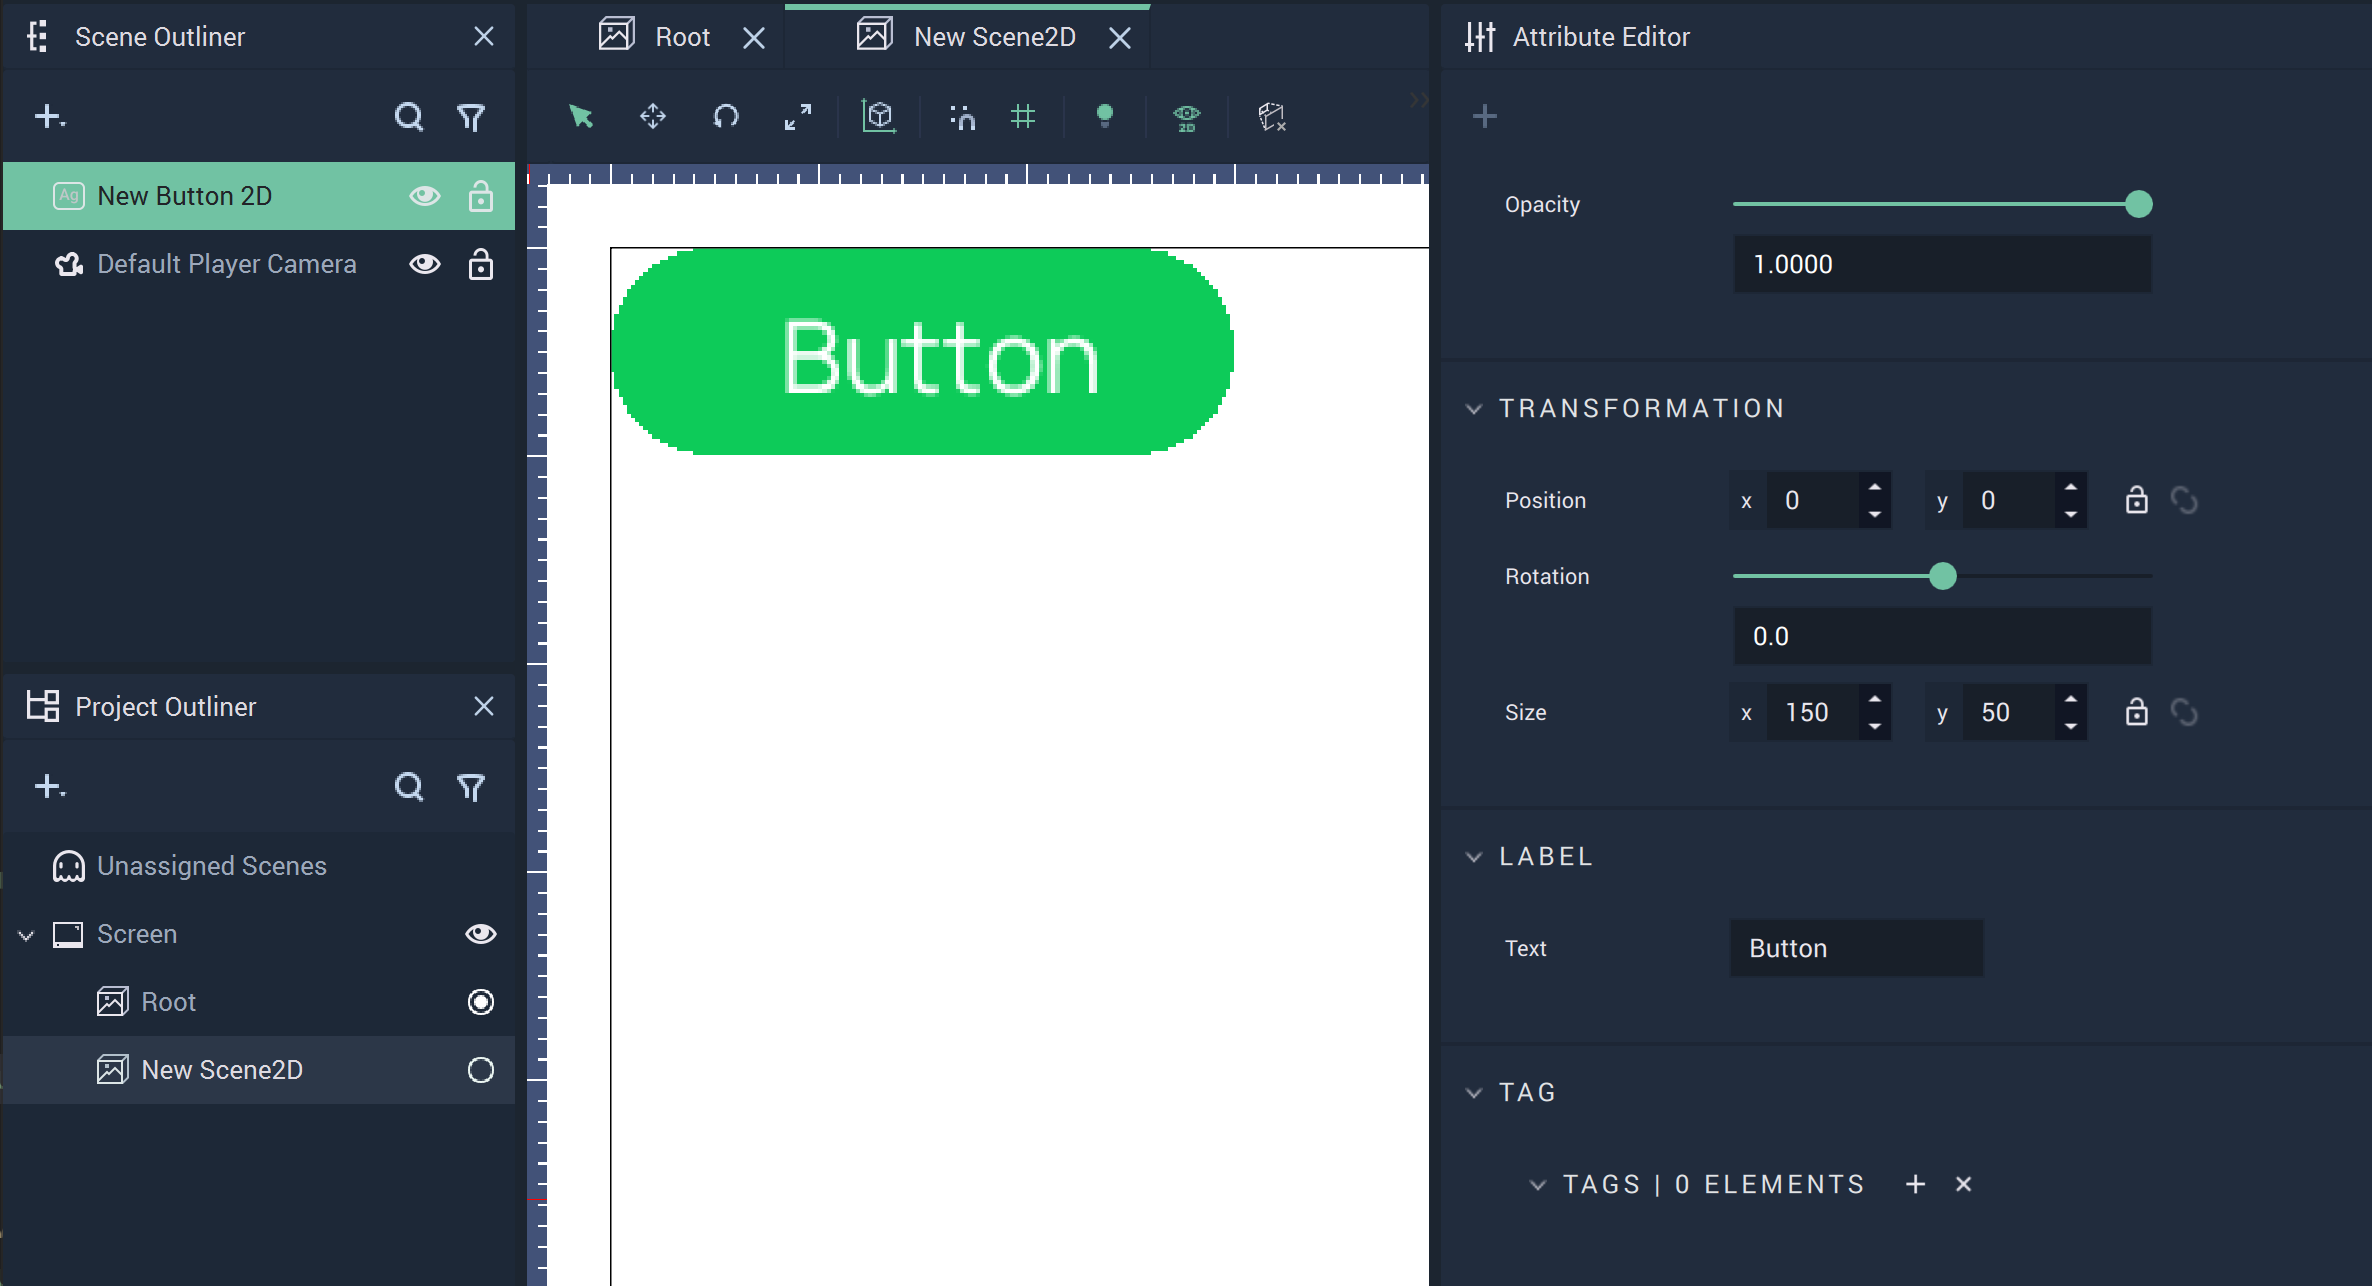 Scene Outliner
Ag New Button 2D
Default Player Camera
Project Outliner
Unassigned Scenes
Screen
Root
New Scene2D
Root
New Scene2D
2D
Button
Attribute Editor
Opacity
1.0000
TRANSFORMATION
Position x 0 y 0
Rotation
0.0
Size x 150 y 50
LABEL
Text Button
TAG
TAGS | 0 ELEMENTS